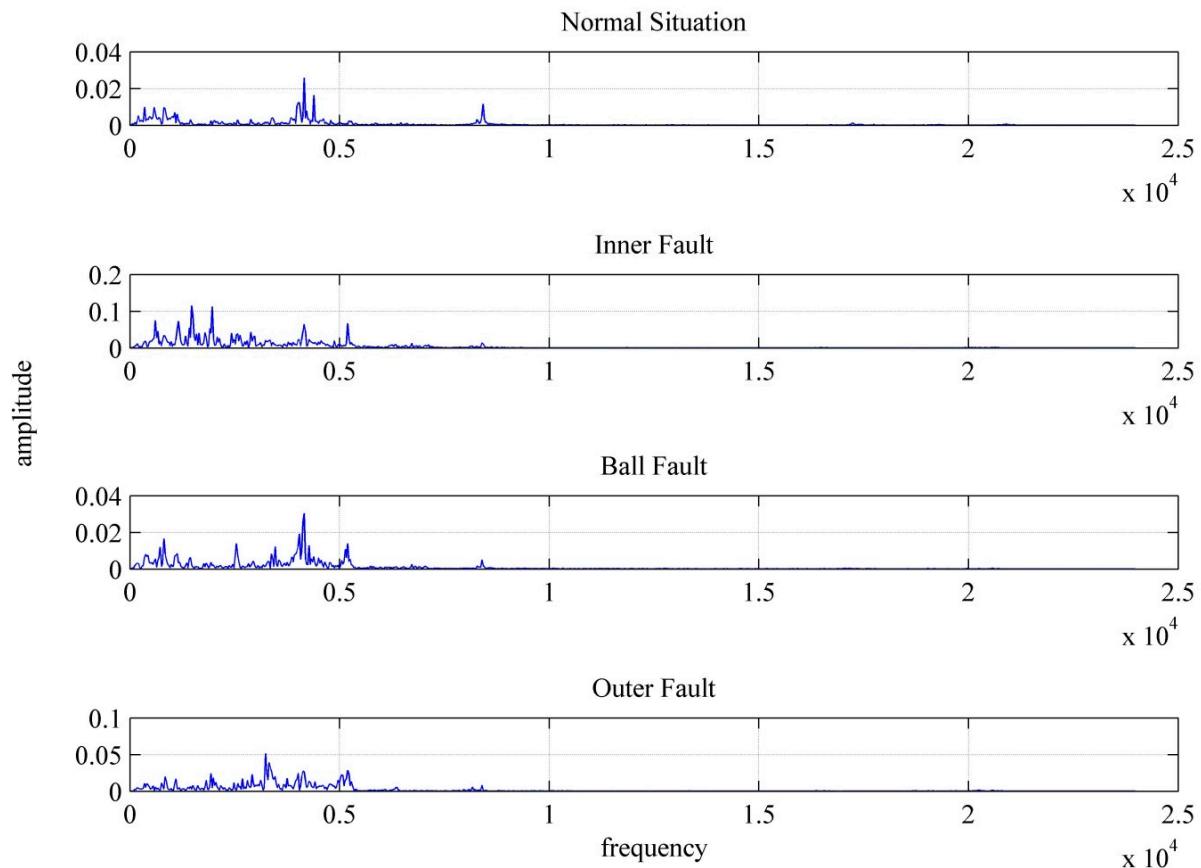 Normal Situation
0.04
0.02
0
0 0.5 1 1.5 2 2.5
x 10^4
Inner Fault
0.2
0.1
0
0 0.5 1 1.5 2 2.5
x 10^4
amplitude
Ball Fault
0.04
0.02
0
0 0.5 1 1.5 2 2.5
x 10^4
Outer Fault
0.1
0.05
0
0 0.5 1 1.5 2 2.5
frequency
x 10^4